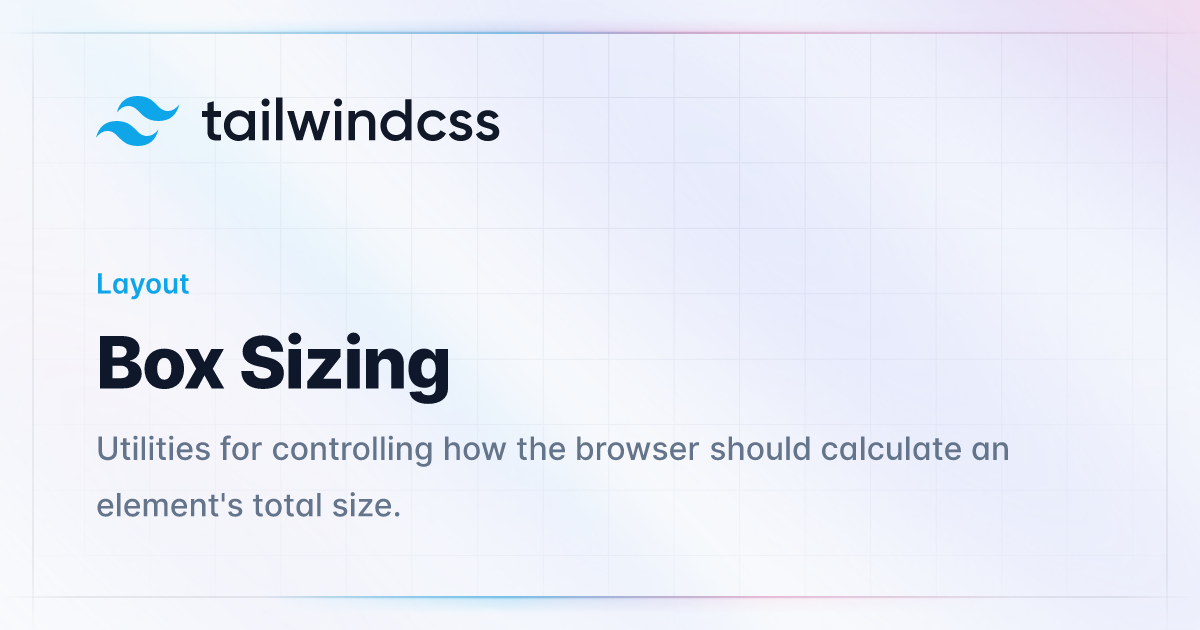 tailwindcss
Layout
Box Sizing
Utilities for controlling how the browser should calculate an
element's total size.